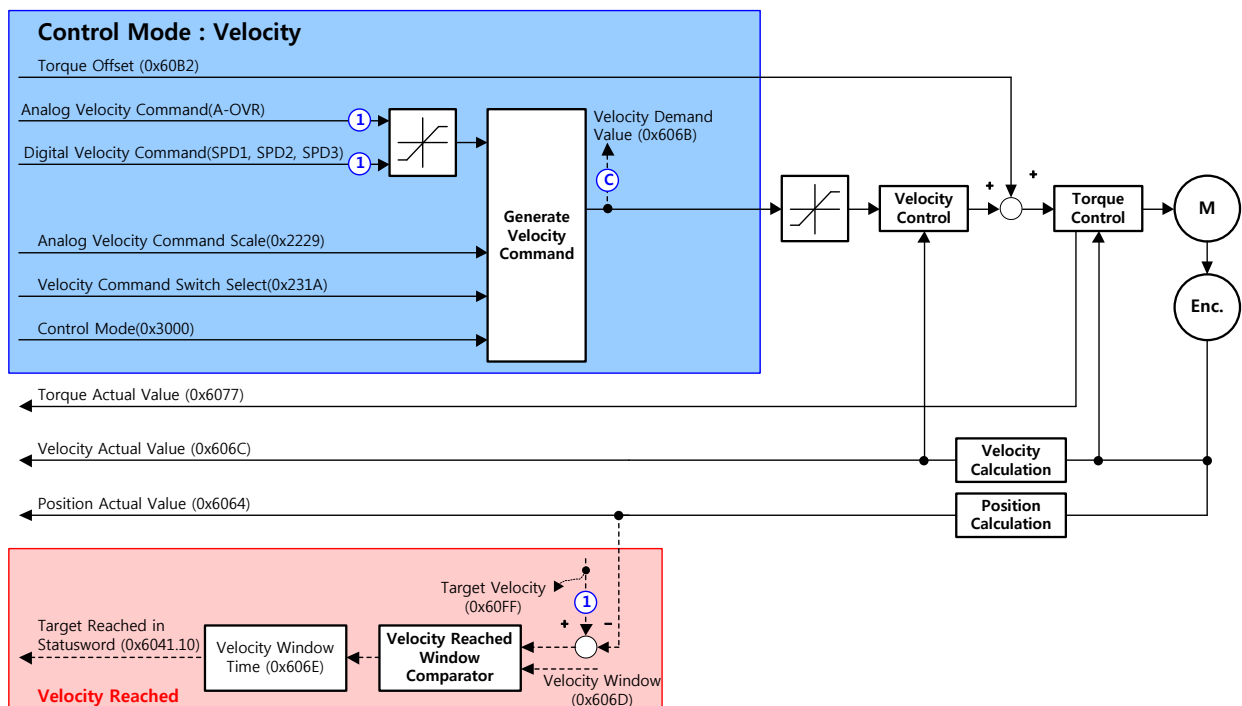 Control Mode : Velocity
Torque Offset (0x60B2)
Analog Velocity Command(A-OVR)
1
Digital Velocity Command(SPD1, SPD2, SPD3)
1
Velocity Demand
Value (0x606B)
C
Generate
Velocity
Command
Analog Velocity Command Scale(0x2229)
Velocity Command Switch Select(0x231A)
Control Mode(0x3000)
Velocity
Control
+
+
Torque
Control
M
Enc.
Torque Actual Value (0x6077)
Velocity Actual Value (0x606C)
Velocity
Calculation
Position Actual Value (0x6064)
Position
Calculation
Target Velocity
(0x60FF)
1
+
−
Target Reached in
Statusword (0x6041.10)
Velocity Window
Time (0x606E)
Velocity Reached
Window
Comparator
Velocity Window
(0x606D)
Velocity Reached